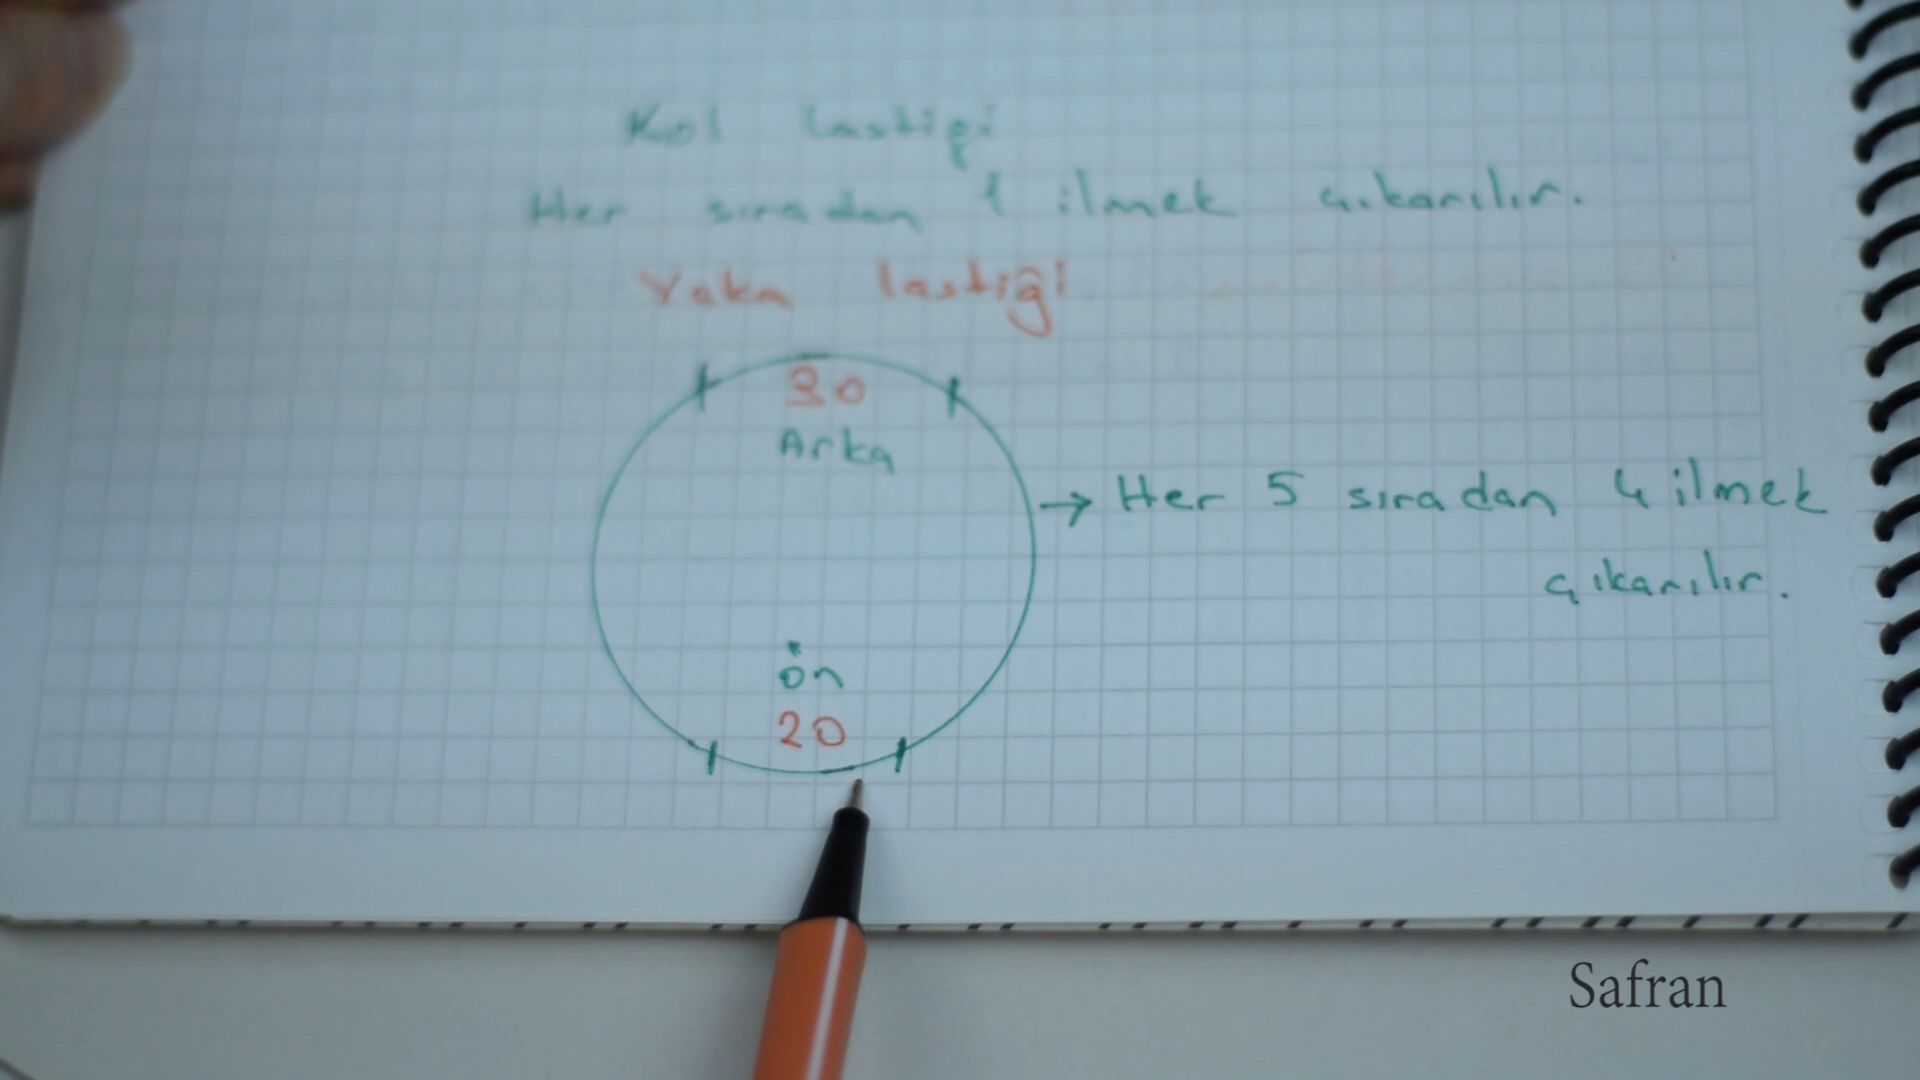 Kol lastiği
Her sıradan 1 ilmek çıkarılır.
Yaka lastiği
30
Arka
→ Her 5 sıradan 4 ilmek
çıkarılır.
ön
20
Safran